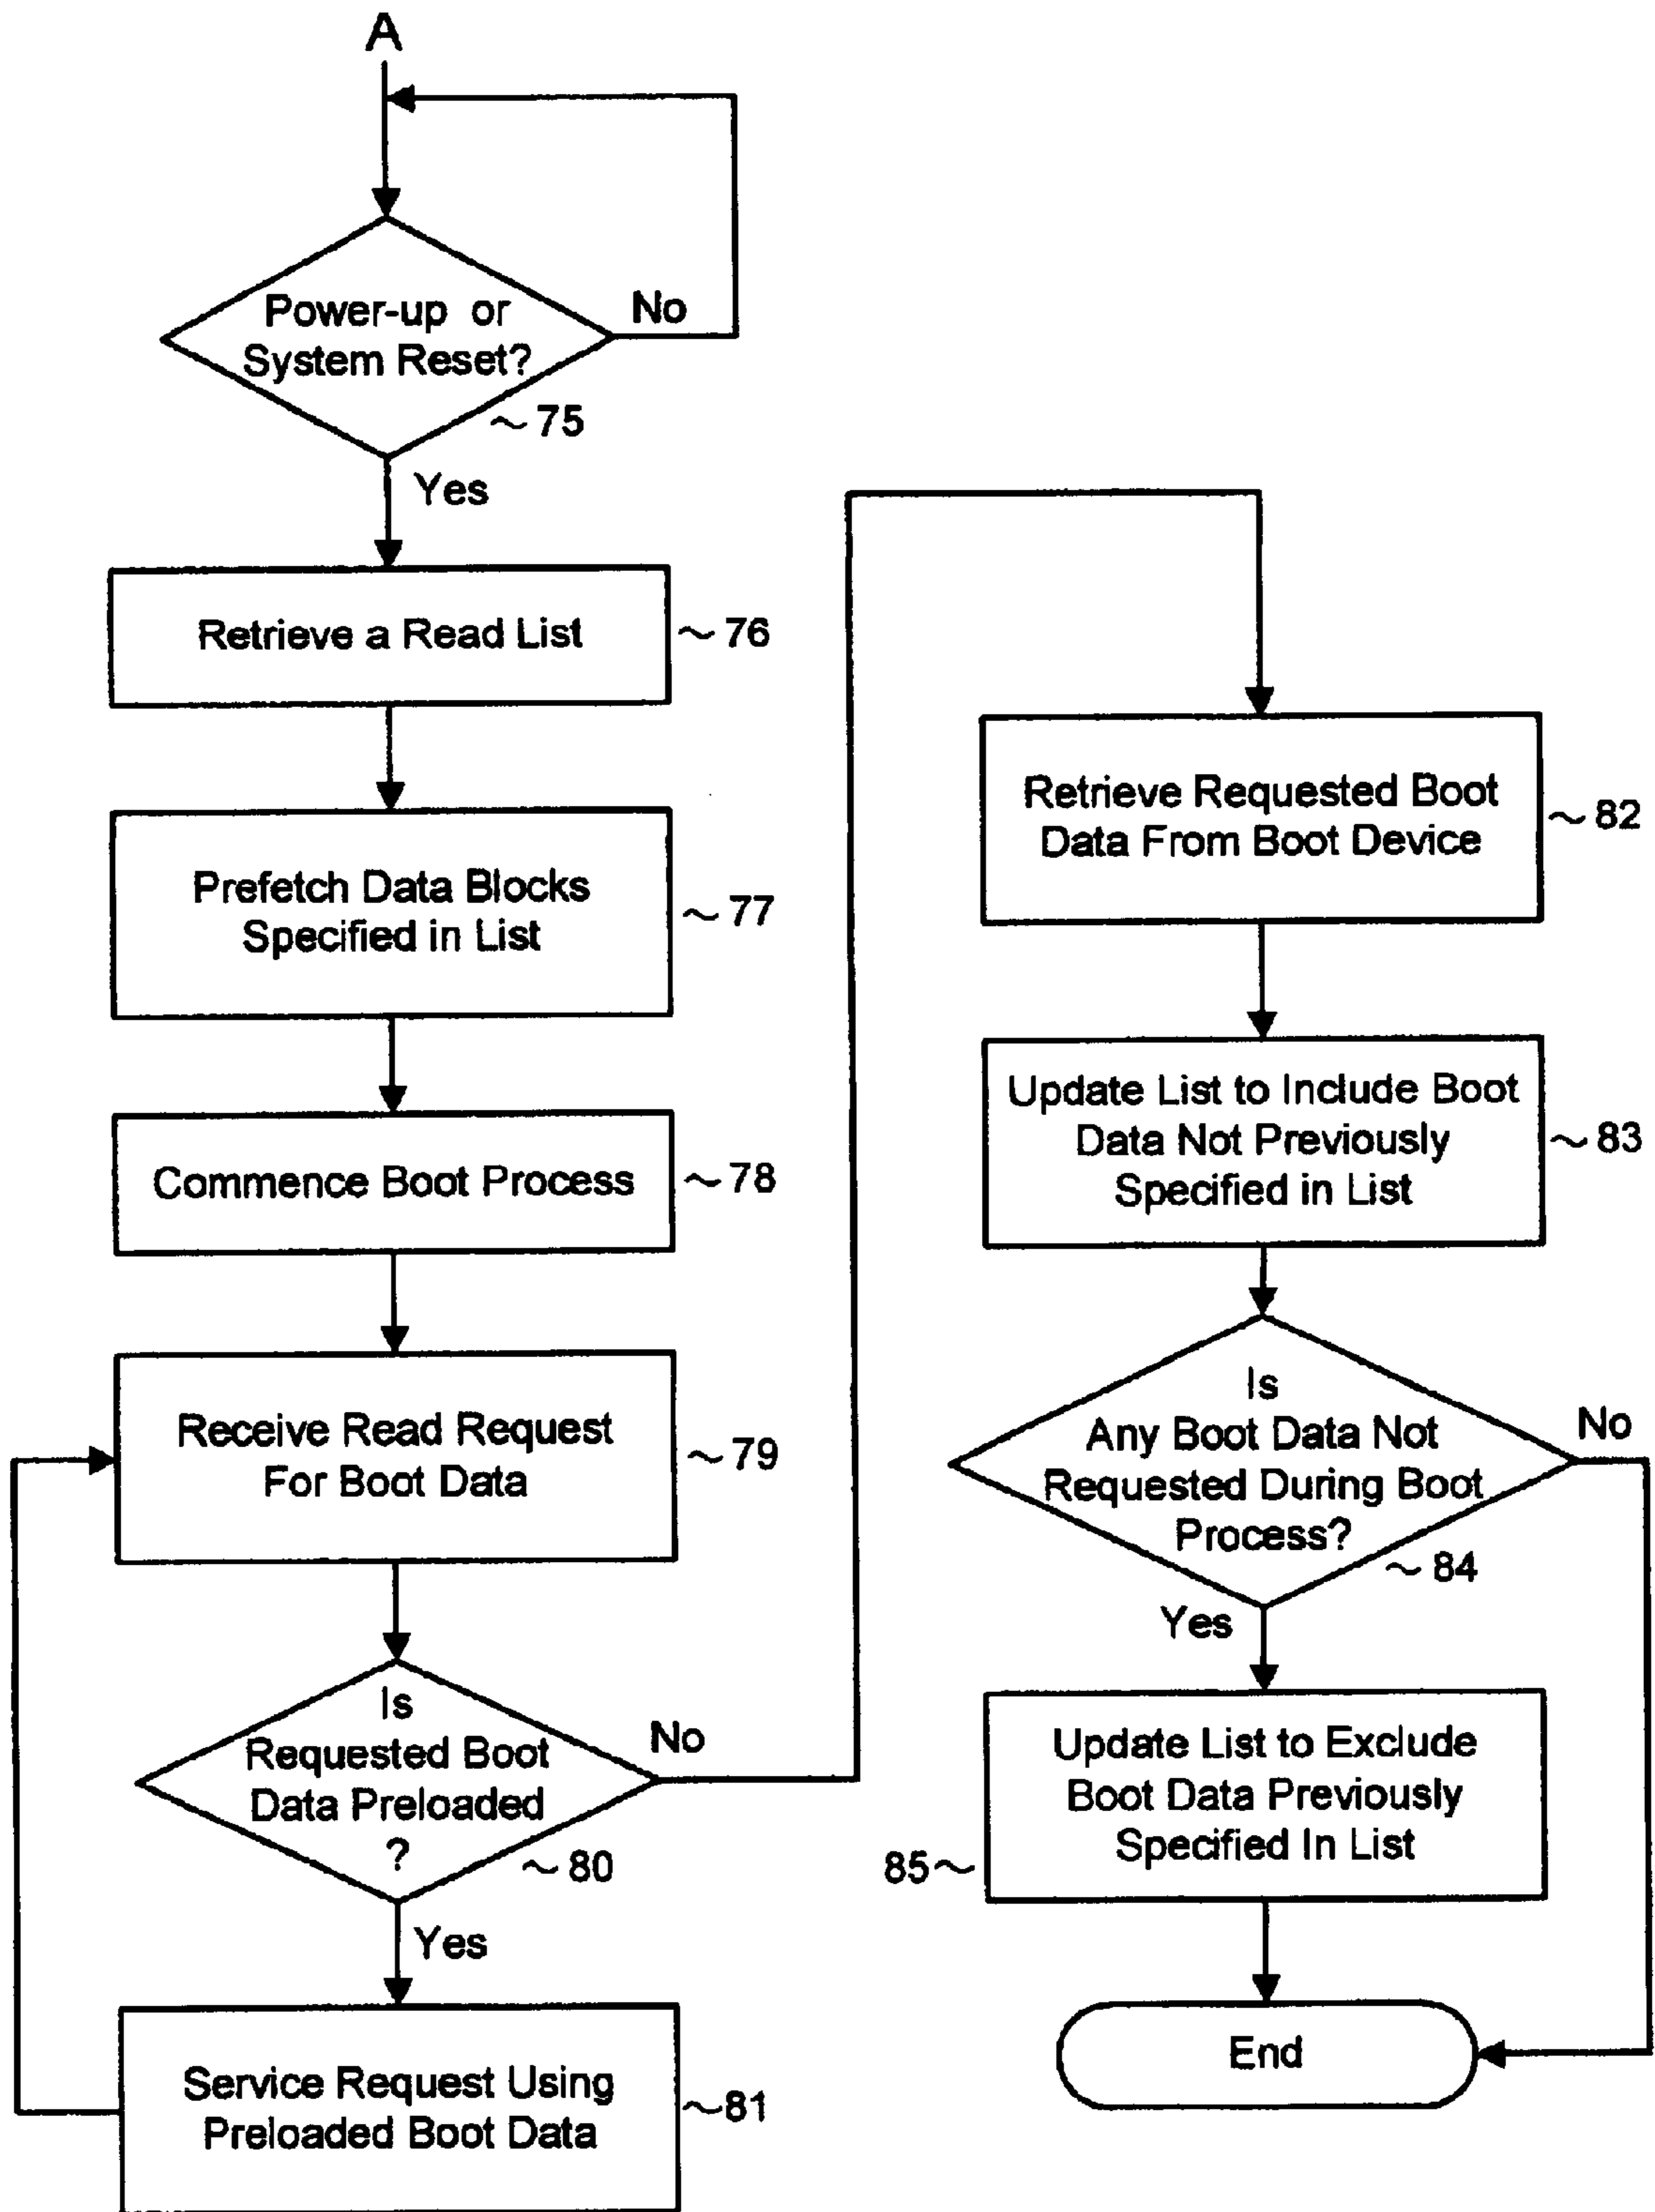 A
Power-up or
System Reset?
No
~75
Yes
Retrieve a Read List
~76
Prefetch Data Blocks
Specified in List
~77
Commence Boot Process
~78
Receive Read Request
For Boot Data
~79
Is
Requested Boot
Data Preloaded
?
No
~80
Yes
Service Request Using
Preloaded Boot Data
~81
Retrieve Requested Boot
Data From Boot Device
~82
Update List to Include Boot
Data Not Previously
Specified in List
~83
Is
Any Boot Data Not
Requested During Boot
Process?
No
~84
Yes
Update List to Exclude
Boot Data Previously
Specified In List
85~
End